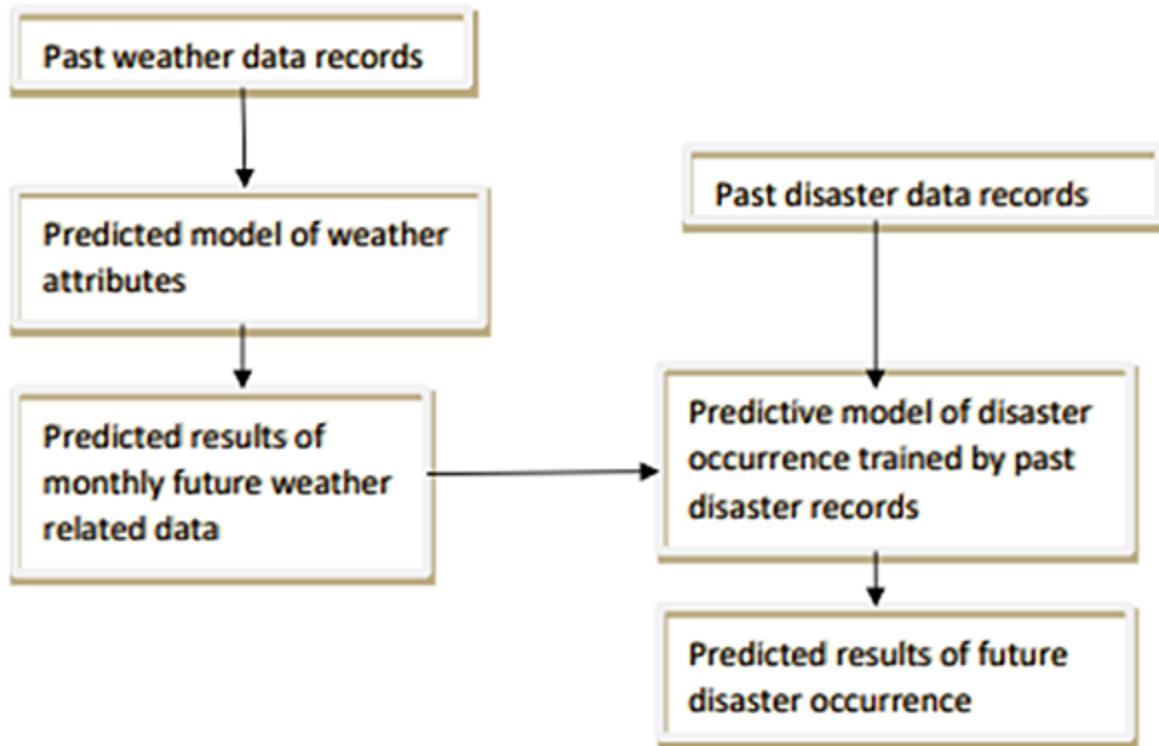 Past weather data records
Predicted model of weather
attributes
Predicted results of
monthly future weather
related data
Past disaster data records
Predictive model of disaster
occurrence trained by past
disaster records
Predicted results of future
disaster occurrence